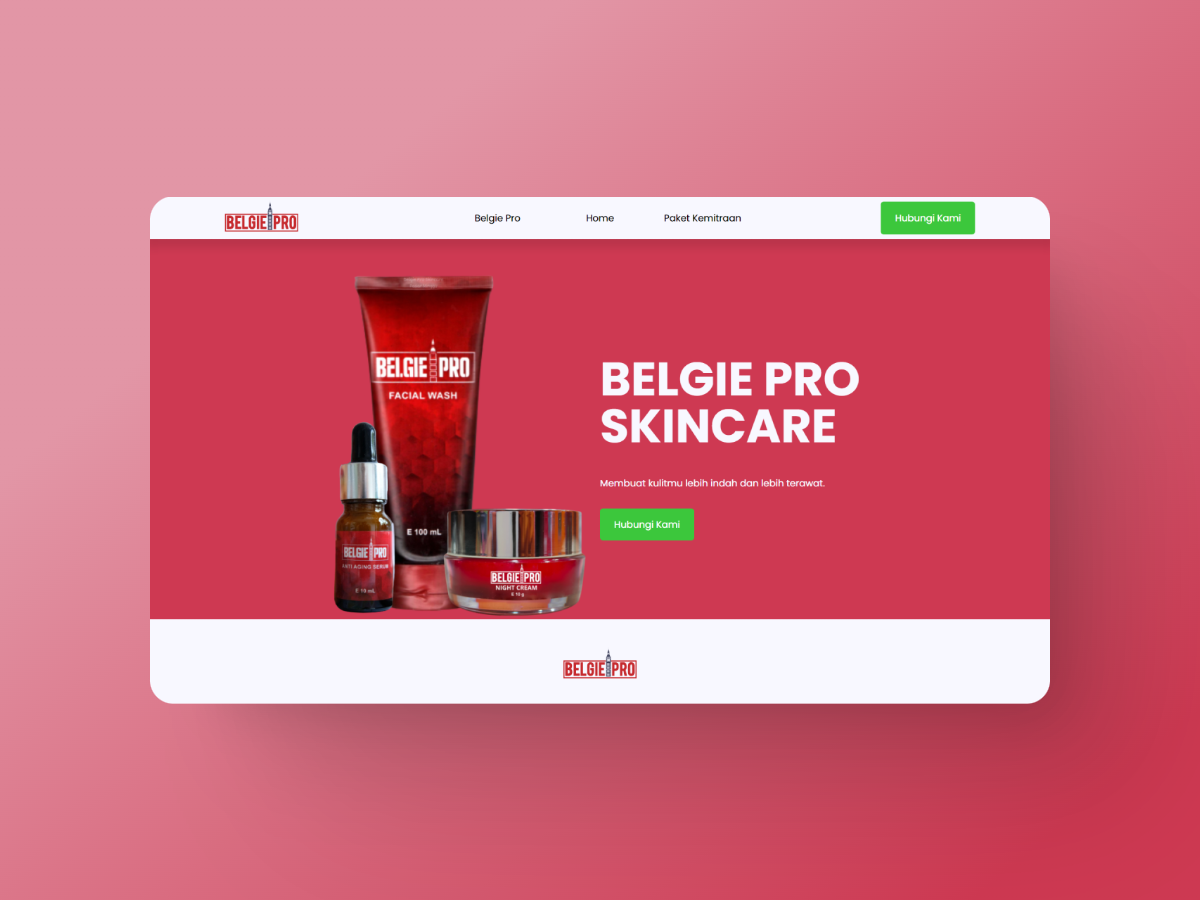 BELGIE PRO
Belgie Pro
Home
Paket Kemitraan
Hubungi Kami
BELGIE PRO
FACIAL WASH
E 100 mL
BELGIE PRO
ANTI AGING SERUM
E 10 mL
BELGIE PRO
NIGHT CREAM
E 10 g
BELGIE PRO
SKINCARE
Membuat kulitmu lebih indah dan lebih terawat.
Hubungi Kami
BELGIE PRO